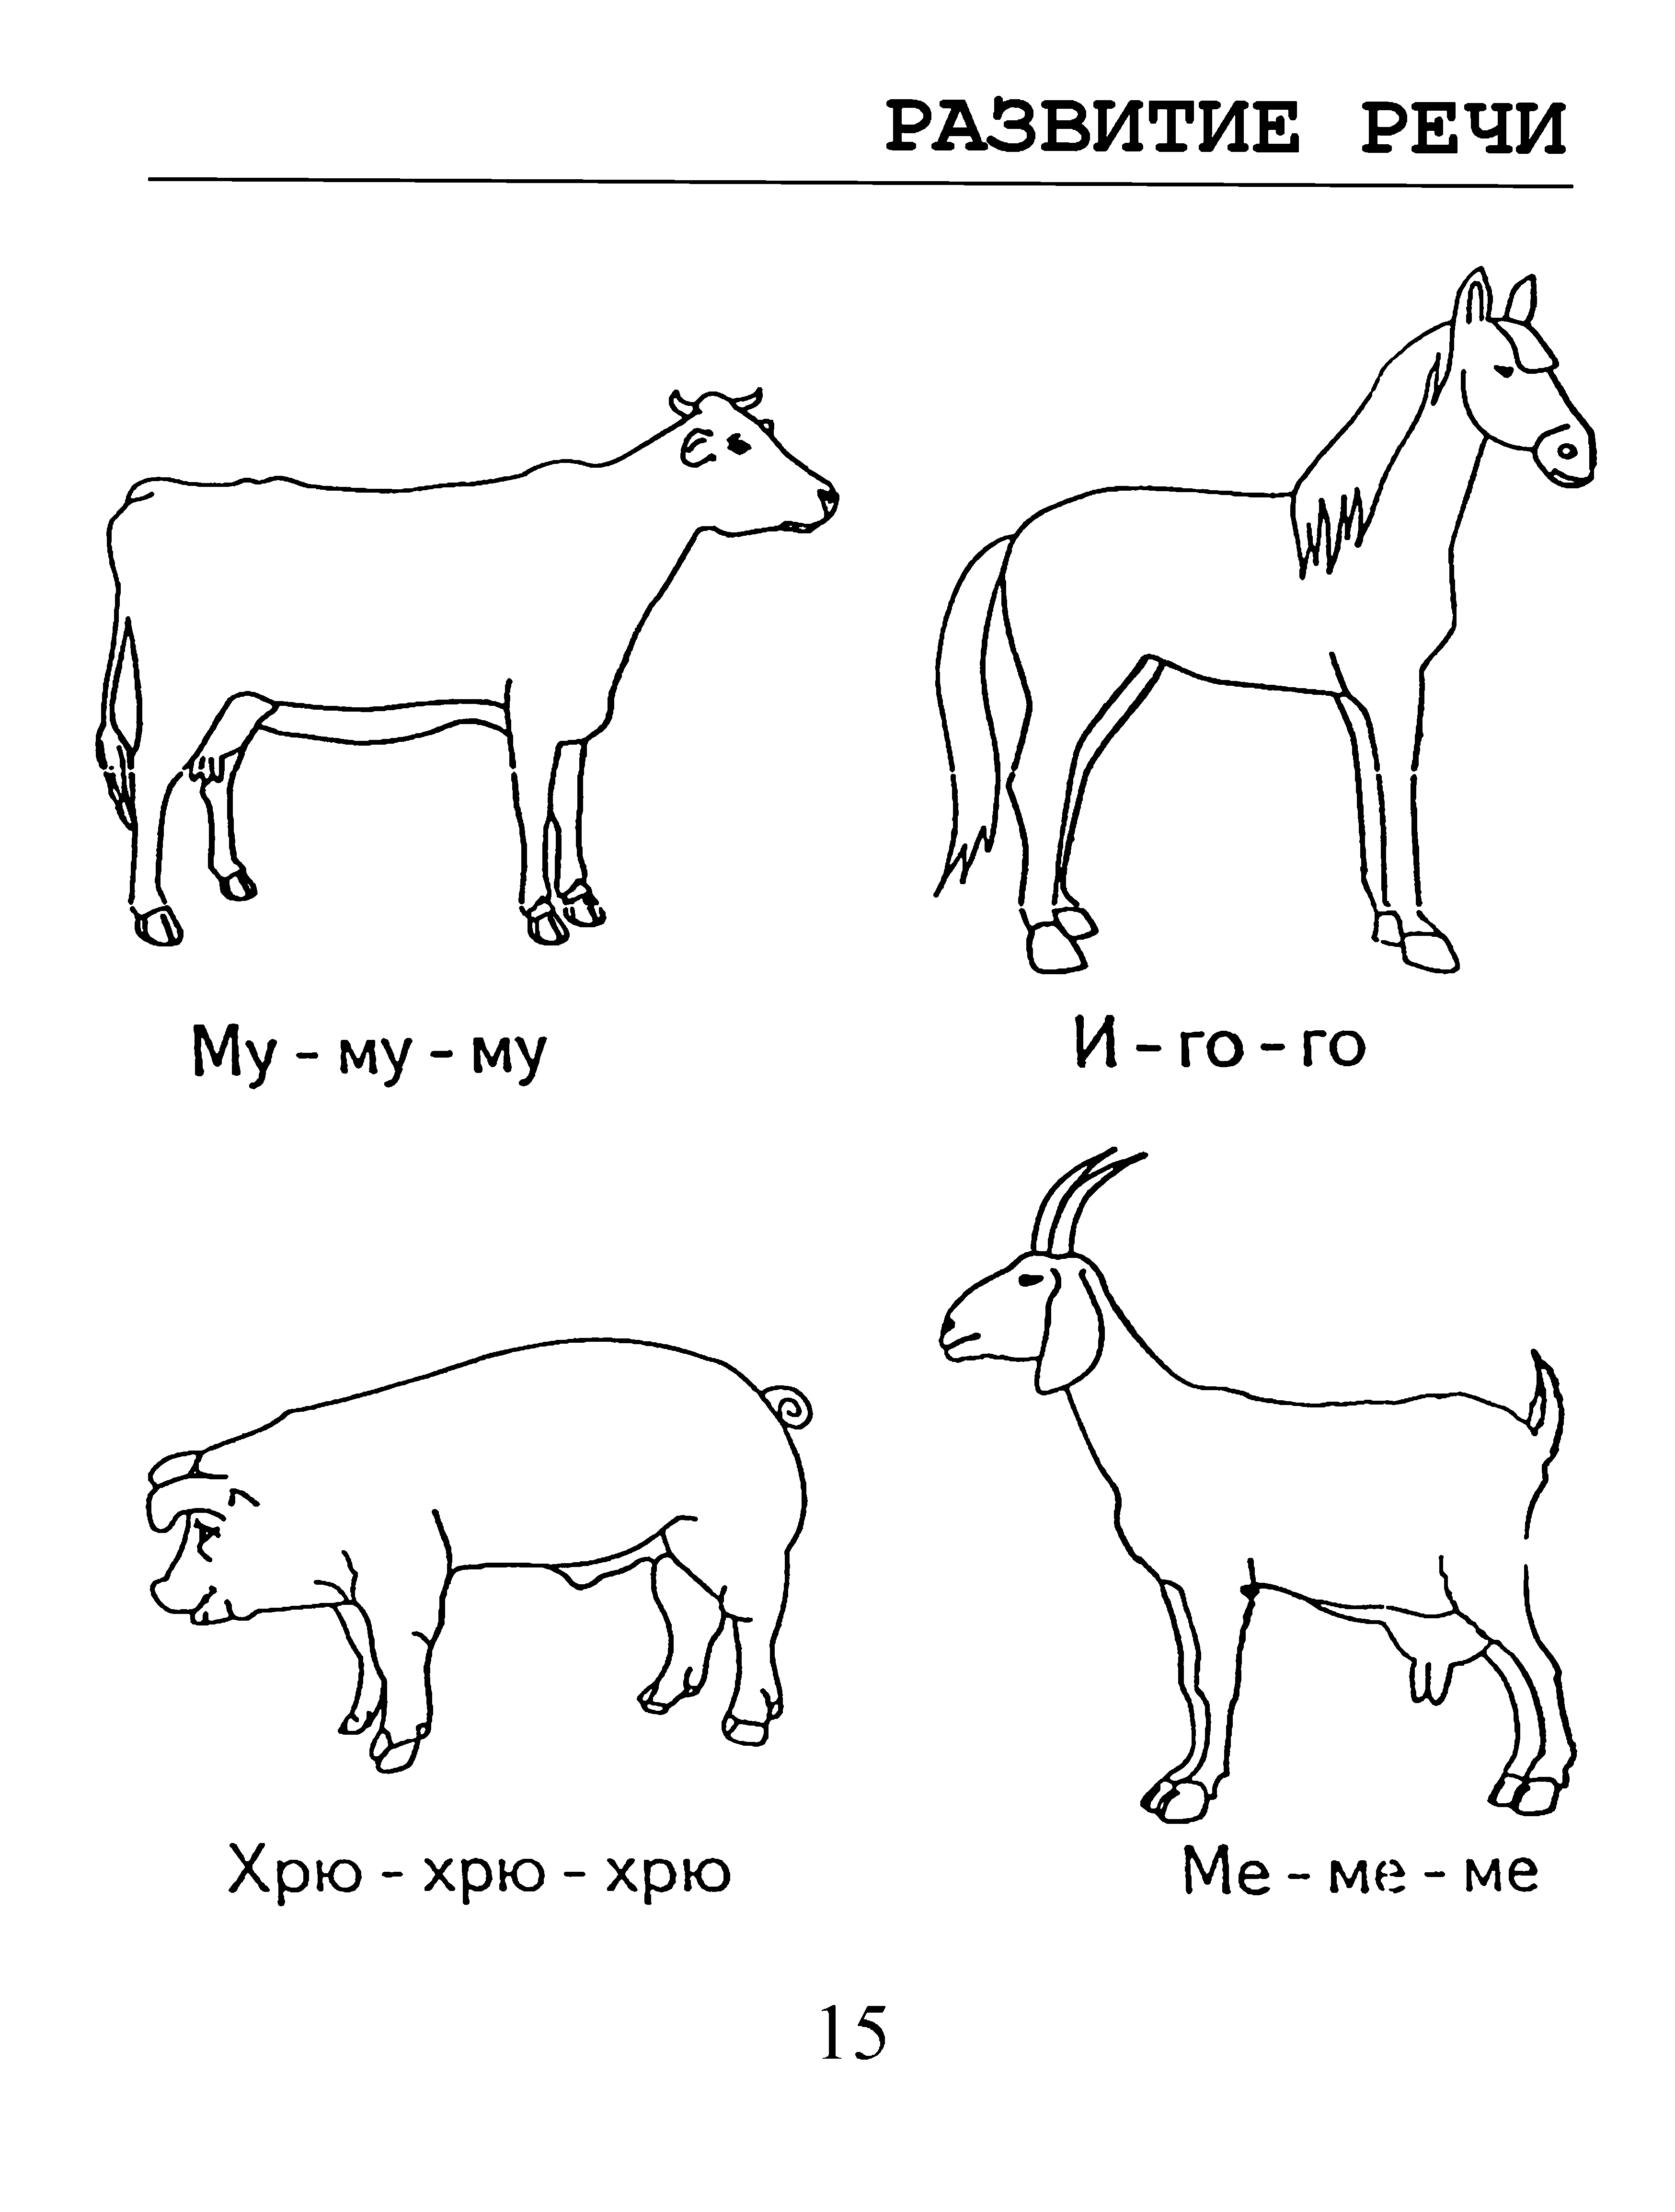 РАЗВИТИЕ РЕЧИ
Му - му - му
И - го - го
Хрю - хрю - хрю
Ме - ме - ме
15